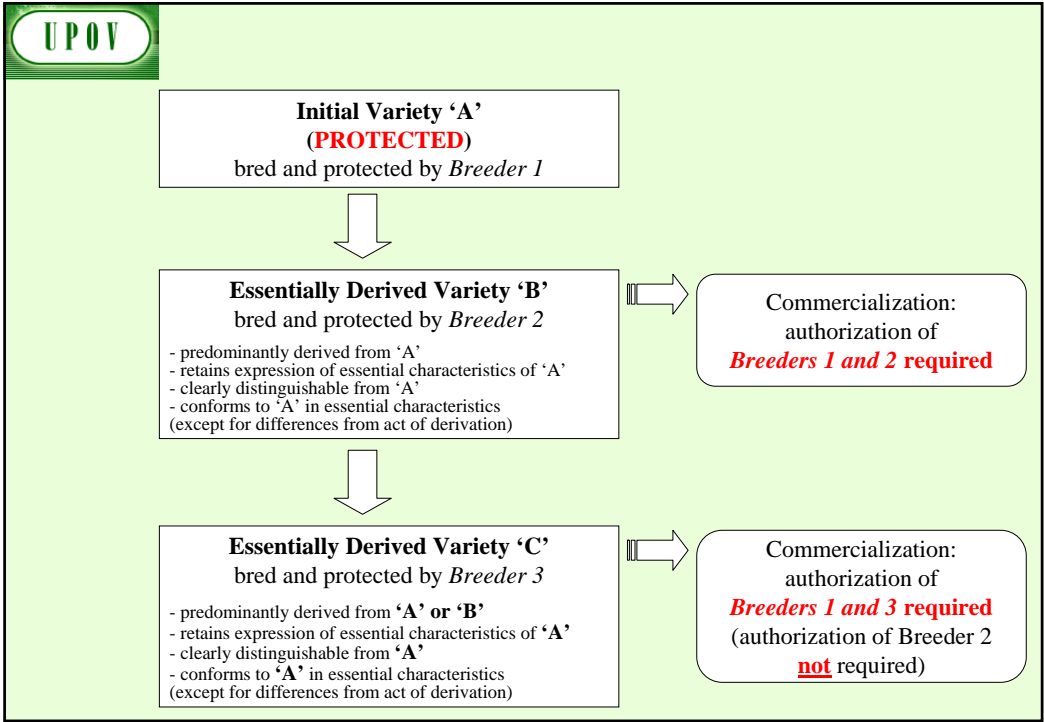 UPOV
Initial Variety ‘A’
(PROTECTED)
bred and protected by Breeder 1
Essentially Derived Variety ‘B’
bred and protected by Breeder 2
- predominantly derived from ‘A’
- retains expression of essential characteristics of ‘A’
- clearly distinguishable from ‘A’
- conforms to ‘A’ in essential characteristics
(except for differences from act of derivation)
Commercialization:
authorization of
Breeders 1 and 2 required
Essentially Derived Variety ‘C’
bred and protected by Breeder 3
- predominantly derived from ‘A’ or ‘B’
- retains expression of essential characteristics of ‘A’
- clearly distinguishable from ‘A’
- conforms to ‘A’ in essential characteristics
(except for differences from act of derivation)
Commercialization:
authorization of
Breeders 1 and 3 required
(authorization of Breeder 2
not required)